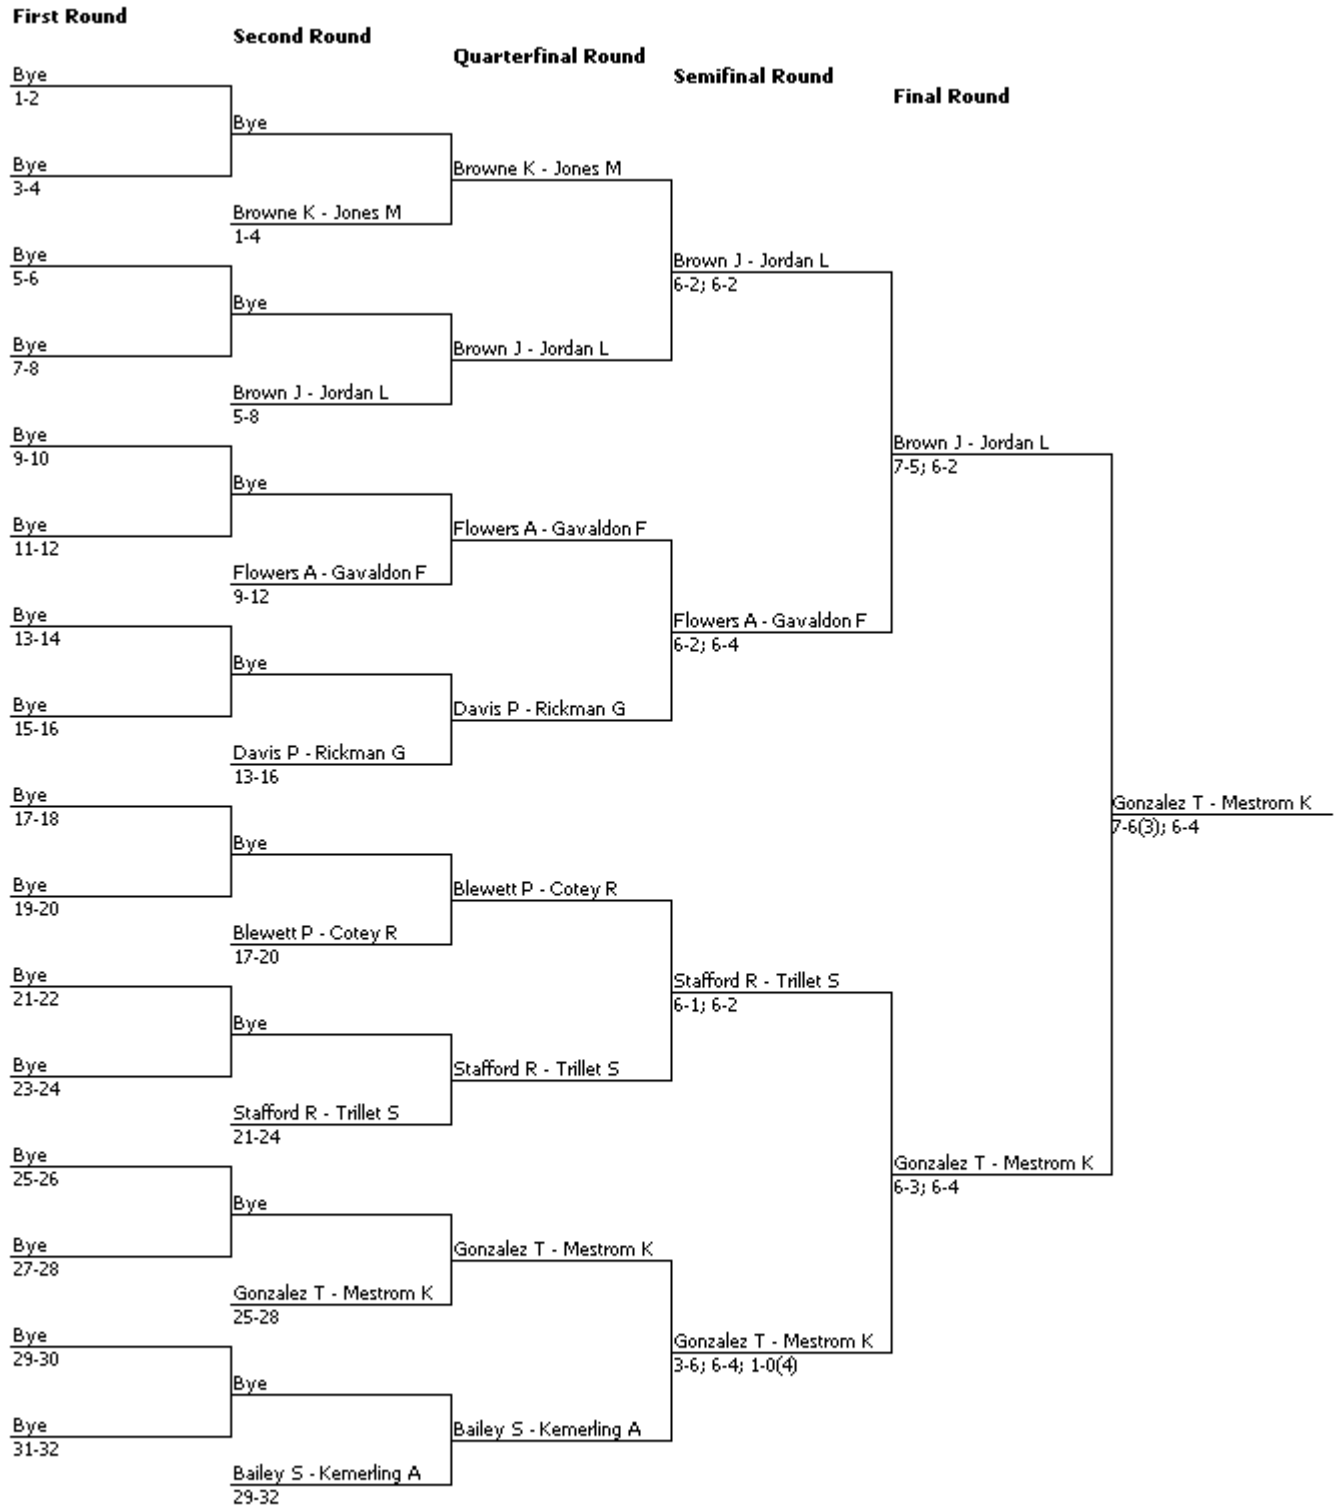 First Round
Second Round
Quarterfinal Round
Semifinal Round
Final Round
Bye
1-2
Bye
Bye
3-4
Browne K - Jones M
Browne K - Jones M
1-4
Bye
5-6
Brown J - Jordan L
6-2; 6-2
Bye
Bye
7-8
Brown J - Jordan L
Brown J - Jordan L
5-8
Bye
9-10
Brown J - Jordan L
7-5; 6-2
Bye
Bye
11-12
Flowers A - Gavaldon F
Flowers A - Gavaldon F
9-12
Bye
13-14
Flowers A - Gavaldon F
6-2; 6-4
Bye
Bye
15-16
Davis P - Rickman G
Davis P - Rickman G
13-16
Bye
17-18
Gonzalez T - Mestrom K
7-6(3); 6-4
Bye
Bye
19-20
Blewett P - Cotey R
Blewett P - Cotey R
17-20
Bye
21-22
Stafford R - Trillet S
6-1; 6-2
Bye
Bye
23-24
Stafford R - Trillet S
Stafford R - Trillet S
21-24
Bye
25-26
Gonzalez T - Mestrom K
6-3; 6-4
Bye
Bye
27-28
Gonzalez T - Mestrom K
Gonzalez T - Mestrom K
25-28
Bye
29-30
Gonzalez T - Mestrom K
3-6; 6-4; 1-0(4)
Bye
Bye
31-32
Bailey S - Kemerling A
Bailey S - Kemerling A
29-32